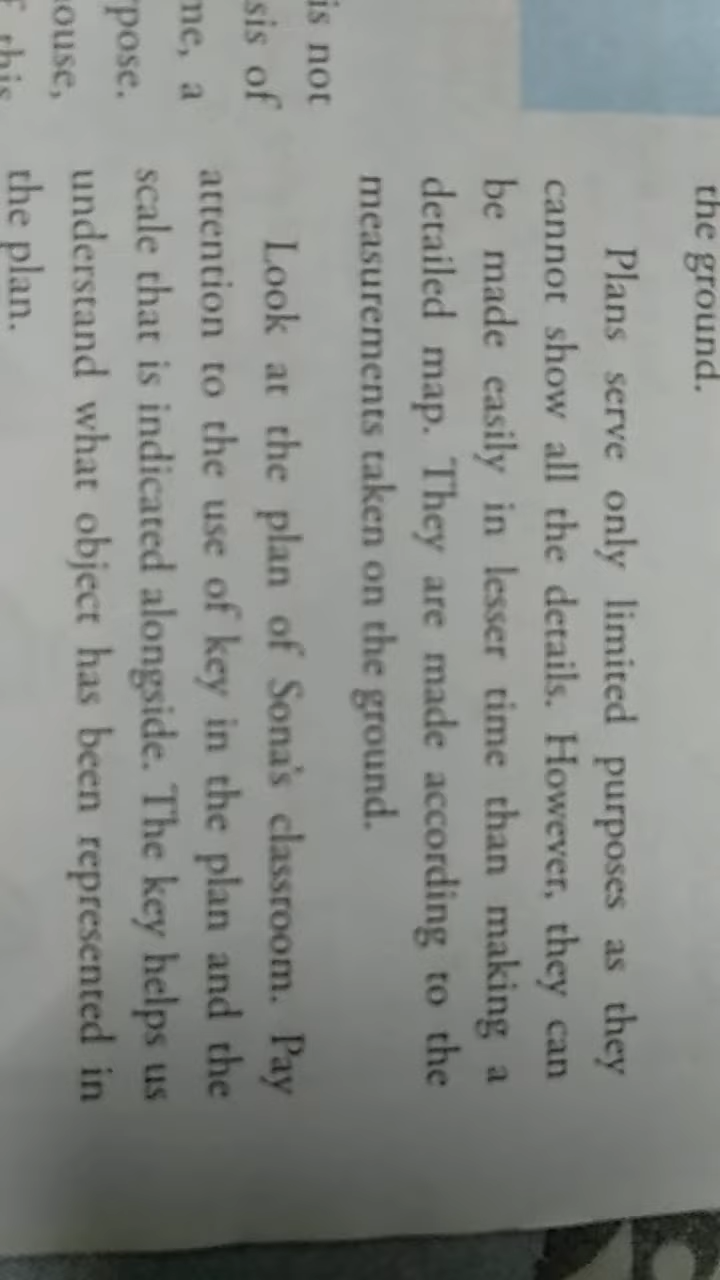 the ground.
Plans serve only limited purposes as they
cannot show all the details. However, they can
be made easily in lesser time than making a
detailed map. They are made according to the
measurements taken on the ground.
Look at the plan of Sona's classroom. Pay
attention to the use of key in the plan and the
scale that is indicated alongside. The key helps us
understand what object has been represented in
the plan.
is not
of
a